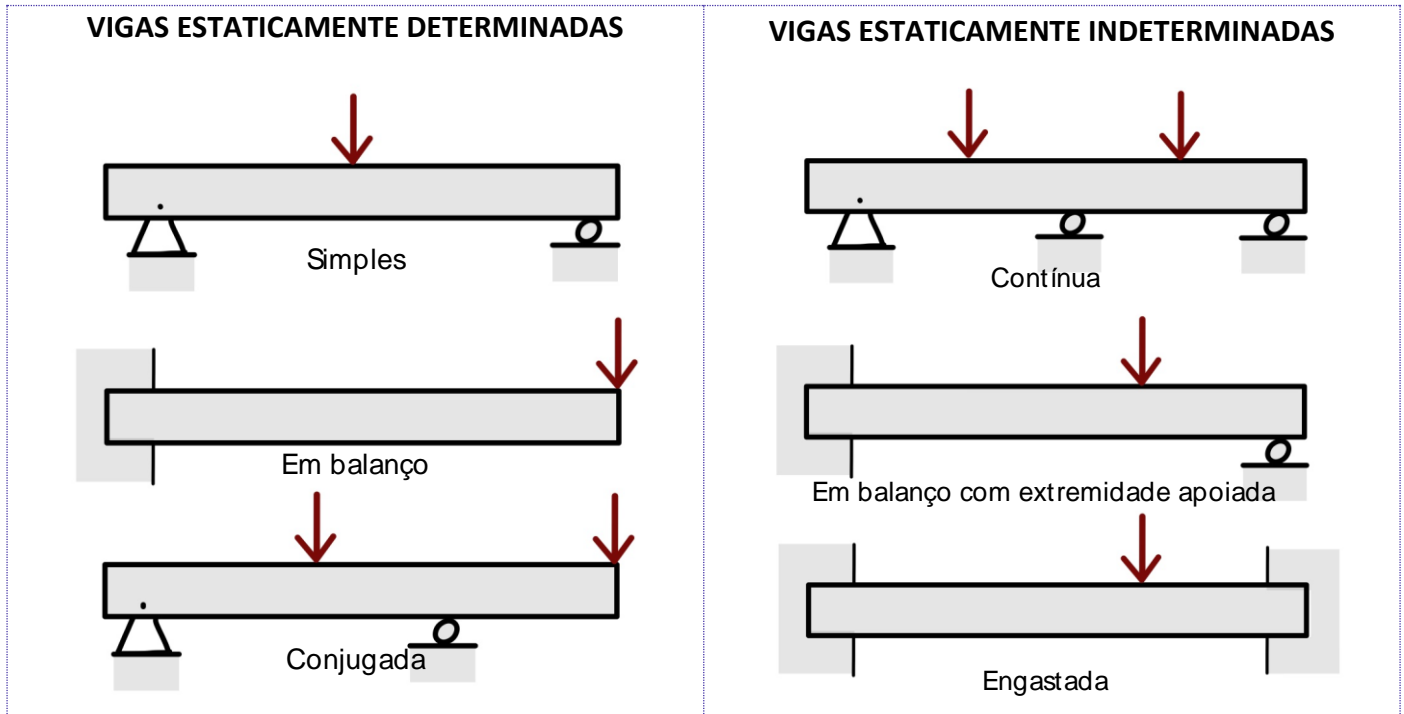 VIGAS ESTATICAMENTE DETERMINADAS
Simples
Em balanço
Conjugada
VIGAS ESTATICAMENTE INDETERMINADAS
Contínua
Em balanço com extremidade apoiada
Engastada